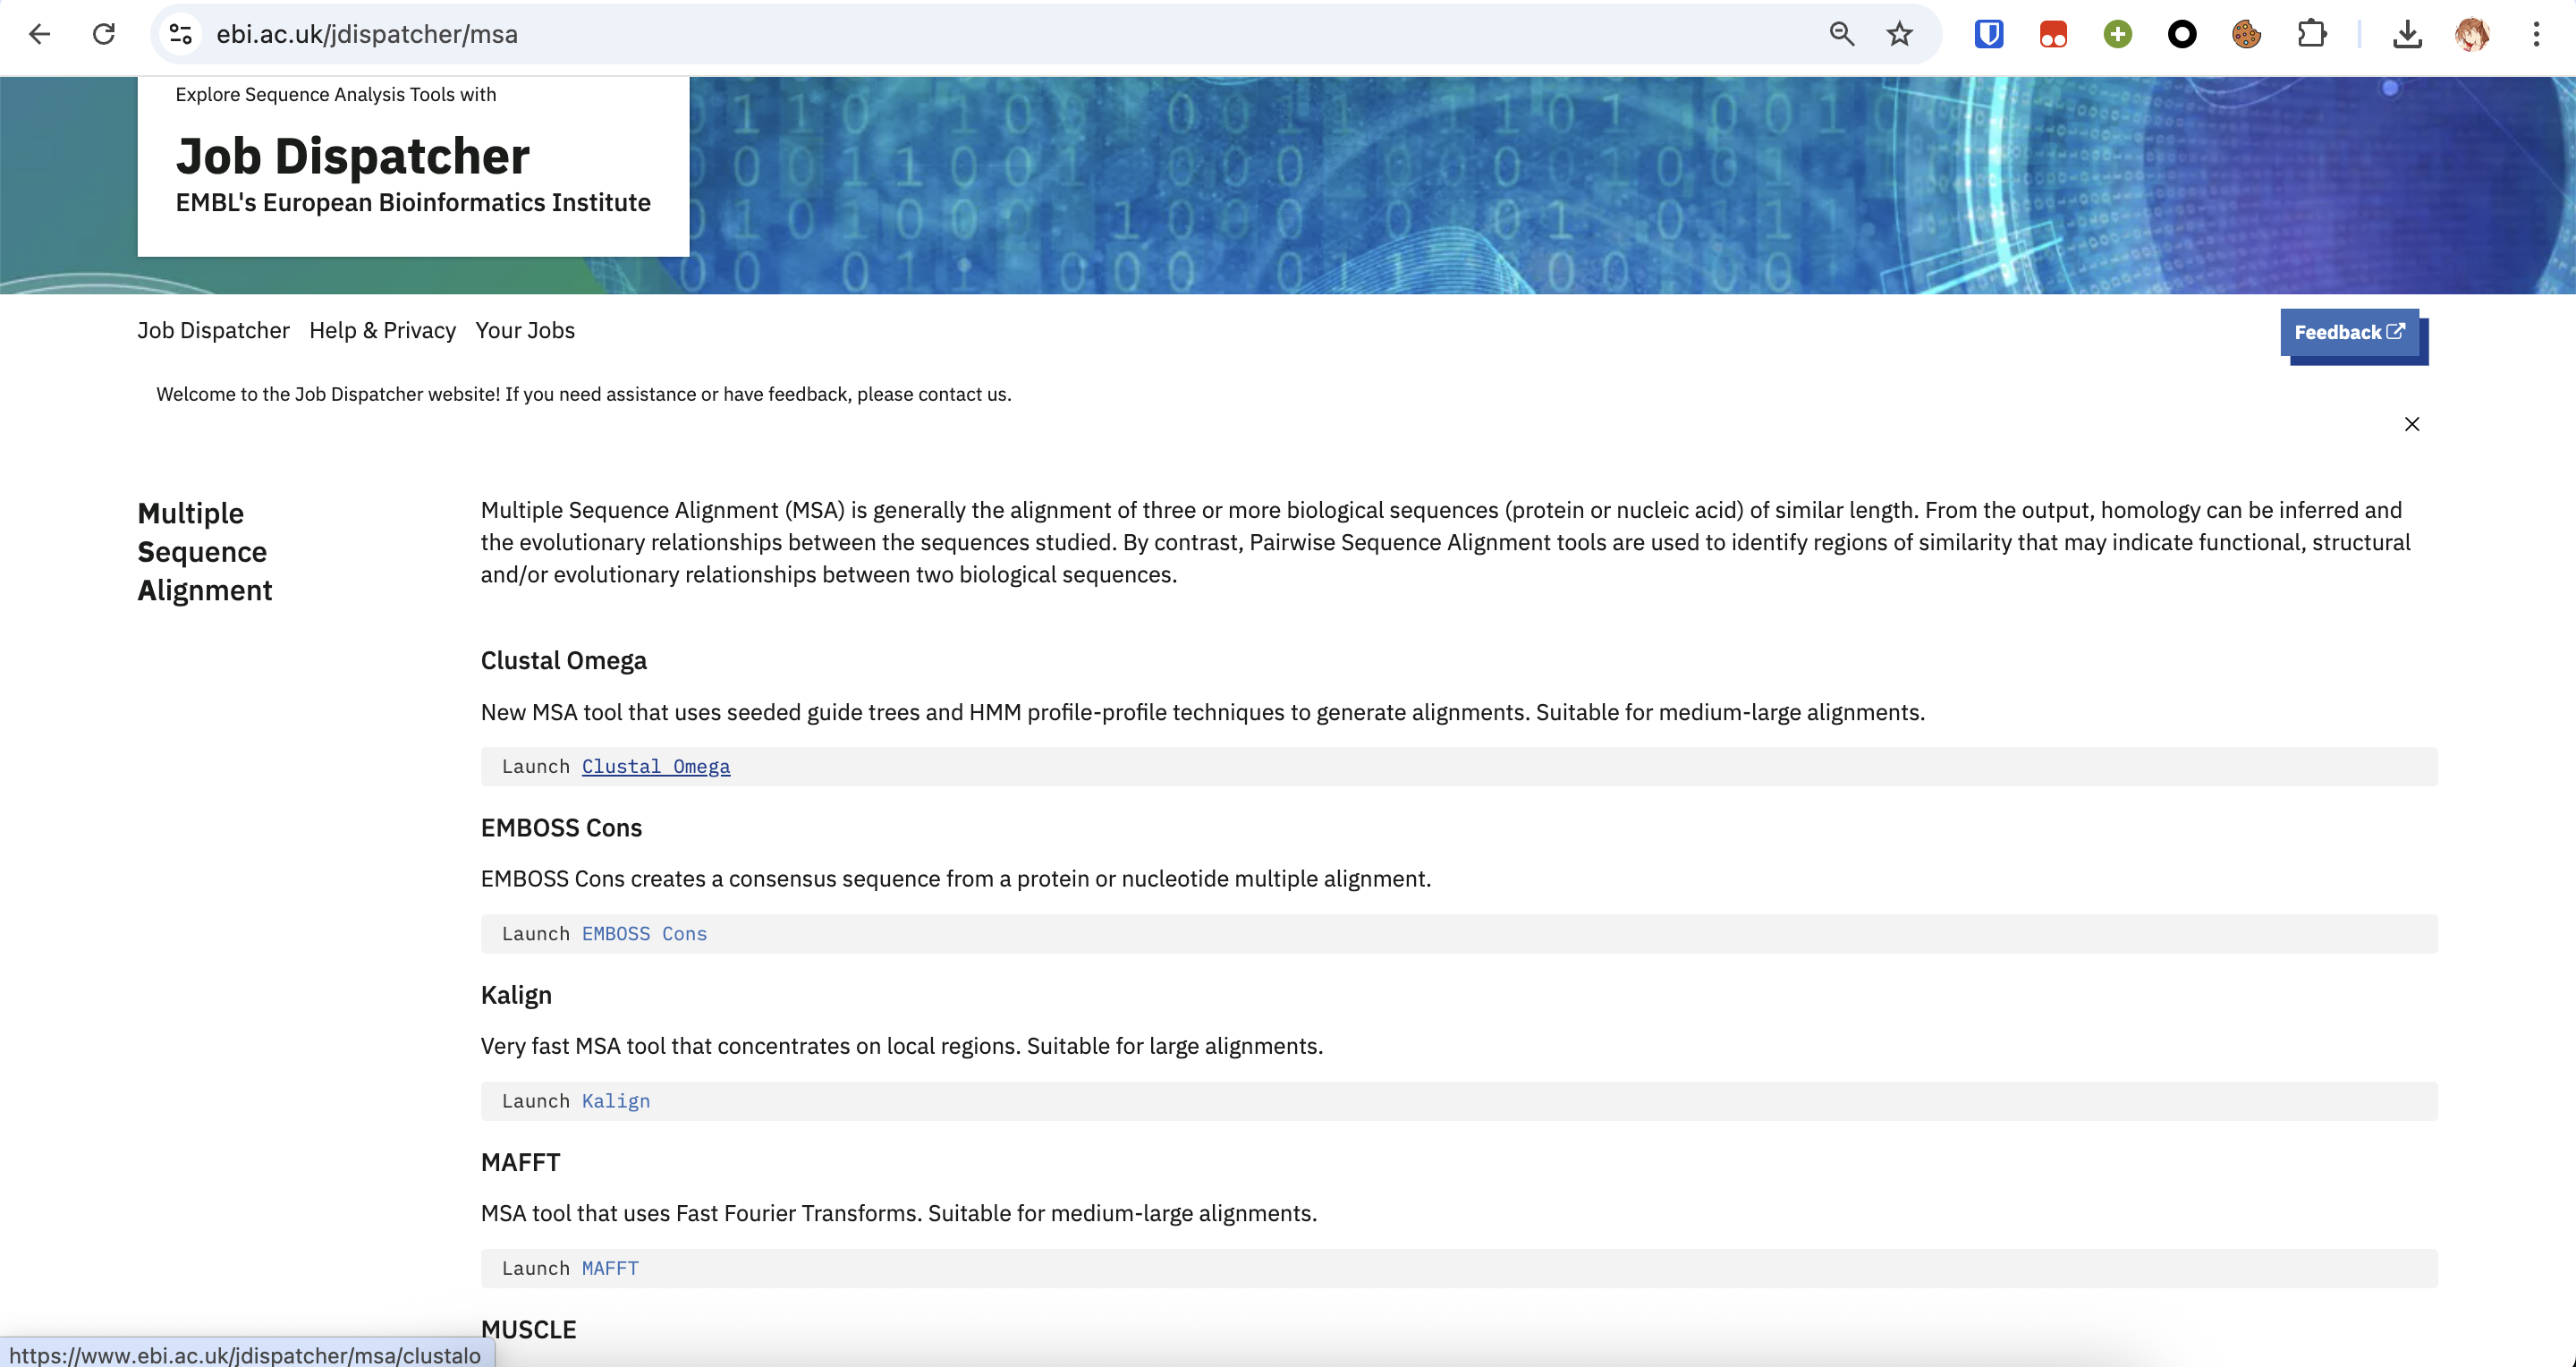 ebi.ac.uk/jdispatcher/msa
Explore Sequence Analysis Tools with
Job Dispatcher
EMBL's European Bioinformatics Institute
Job Dispatcher Help & Privacy Your Jobs
Feedback
Welcome to the Job Dispatcher website! If you need assistance or have feedback, please contact us.
Multiple
Sequence
Alignment
Multiple Sequence Alignment (MSA) is generally the alignment of three or more biological sequences (protein or nucleic acid) of similar length. From the output, homology can be inferred and
the evolutionary relationships between the sequences studied. By contrast, Pairwise Sequence Alignment tools are used to identify regions of similarity that may indicate functional, structural
and/or evolutionary relationships between two biological sequences.
Clustal Omega
New MSA tool that uses seeded guide trees and HMM profile-profile techniques to generate alignments. Suitable for medium-large alignments.
Launch Clustal Omega
EMBOSS Cons
EMBOSS Cons creates a consensus sequence from a protein or nucleotide multiple alignment.
Launch EMBOSS Cons
Kalign
Very fast MSA tool that concentrates on local regions. Suitable for large alignments.
Launch Kalign
MAFFT
MSA tool that uses Fast Fourier Transforms. Suitable for medium-large alignments.
Launch MAFFT
MUSCLE
https://www.ebi.ac.uk/jdispatcher/msa/clustalo